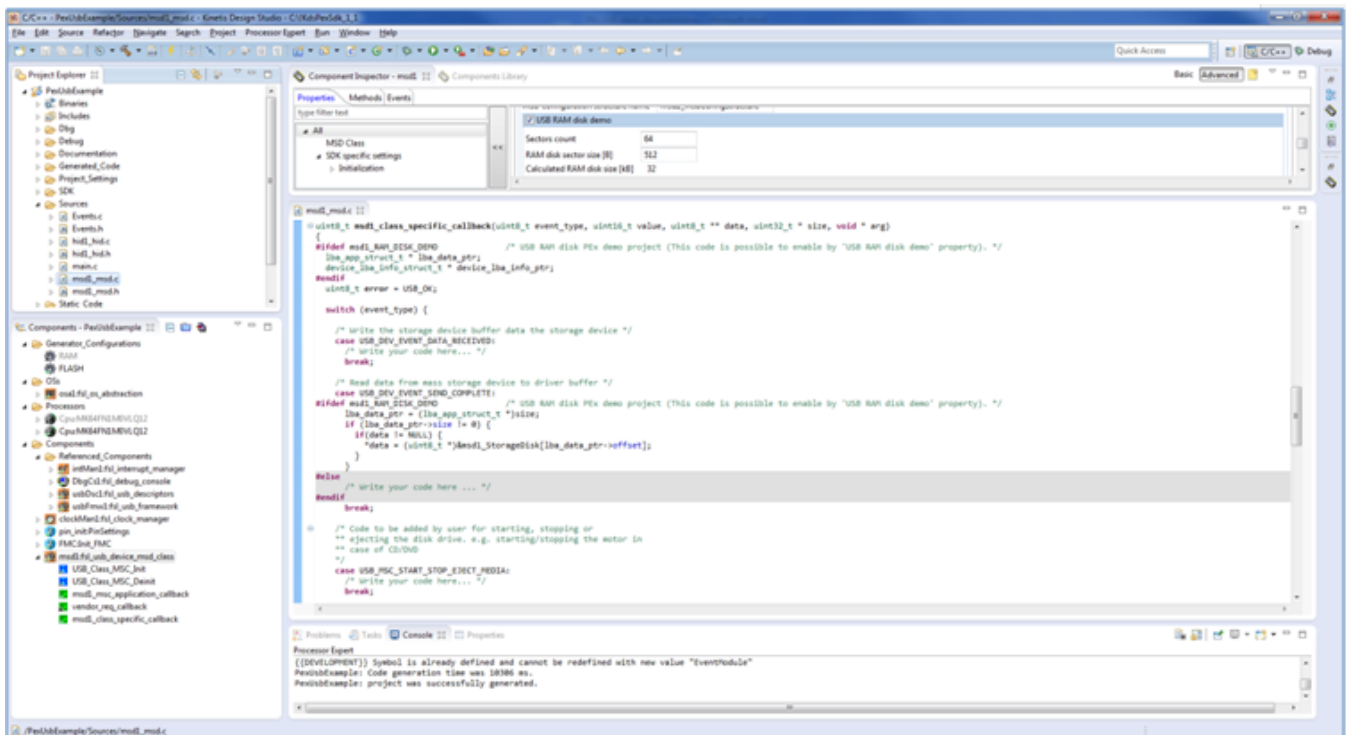 C/C++ - PexUsbExample/Sources/msd1_msd.c - Kinetis Design Studio - C:\KdsPexSdk_1_1
File Edit Source Refactor Navigate Search Project Processor Expert Run Window Help
Quick Access
C/C++
Debug
Project Explorer
PexUsbExample
Binaries
Includes
Dbg
Debug
Documentation
Generated_Code
Project_Settings
SDK
Sources
Events.c
Events.h
hid1_hid.c
hid1_hid.h
main.c
msd1_msd.c
msd1_msd.h
Static Code
Components - PexUsbExample
Generator_Configurations
RAM
FLASH
OSs
osa1:fsl_os_abstraction
Processors
Cpu:MK64FN1M0VLQ12
Cpu:MK64FN1M0VLQ12
Components
Referenced_Components
intMan1:fsl_interrupt_manager
DbgCs1:fsl_debug_console
usbDsc1:fsl_usb_descriptors
usbFmw1:fsl_usb_framework
clockMan1:fsl_clock_manager
pin_init:PinSettings
FMC:Init_FMC
msd1:fsl_usb_device_msd_class
USB_Class_MSC_Init
USB_Class_MSC_Deinit
msd1_msc_application_callback
vendor_req_callback
msd1_class_specific_callback
Component Inspector - msd1
Components Library
Basic Advanced
Properties Methods Events
type filter text
All
MSD Class
SDK specific settings
Initialization
<<
USB RAM disk demo
Sectors count 64
RAM disk sector size [B] 512
Calculated RAM disk size [kB] 32
msd1_msd.c
uint8_t msd1_class_specific_callback(uint8_t event_type, uint16_t value, uint8_t ** data, uint32_t * size, void * arg)
{
#ifdef msd1_RAM_DISK_DEMO /* USB RAM disk PEx demo project (This code is possible to enable by "USB RAM disk demo" property). */
lba_app_struct_t * lba_data_ptr;
device_lba_info_struct_t * device_lba_info_ptr;
#endif
uint8_t error = USB_OK;
switch (event_type) {
/* Write the storage device buffer data the storage device */
case USB_DEV_EVENT_DATA_RECEIVED:
/* Write your code here... */
break;
/* Read data from mass storage device to driver buffer */
case USB_DEV_EVENT_SEND_COMPLETE:
#ifdef msd1_RAM_DISK_DEMO /* USB RAM disk PEx demo project (This code is possible to enable by "USB RAM disk demo" property). */
lba_data_ptr = (lba_app_struct_t *)size;
if (lba_data_ptr->size != 0) {
if(data != NULL) {
*data = (uint8_t *)&msd1_StorageDisk[lba_data_ptr->offset];
}
}
#else
/* Write your code here ... */
#endif
break;
/* Code to be added by user for starting, stopping or
** ejecting the disk drive. e.g. starting/stopping the motor in
** case of CD/DVD
*/
case USB_MSC_START_STOP_EJECT_MEDIA:
/* Write your code here... */
break;
Problems Tasks Console Properties
Processor Expert
{{DEVELOPMENT}} Symbol is already defined and cannot be redefined with new value "EventModule"
PexUsbExample: Code generation time was 10306 ms.
PexUsbExample: project was successfully generated.
/PexUsbExample/Sources/msd1_msd.c